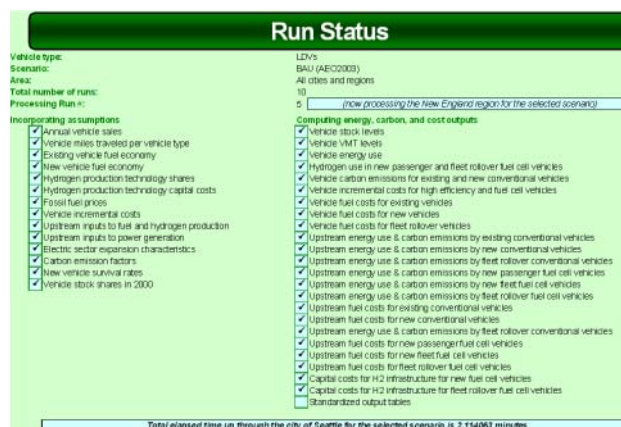 Run Status
Vehicle type: LDVs
Scenario: BAU (AEO2003)
Area: All cities and regions
Total number of runs: 10
Processing Run #: 5 (now processing the New England region for the selected scenario)
Incorporating assumptions
Annual vehicle sales
Vehicle miles traveled per vehicle type
Existing vehicle fuel economy
New vehicle fuel economy
Hydrogen production technology shares
Hydrogen production technology capital costs
Fossil fuel prices
Vehicle incremental costs
Upstream inputs to fuel and hydrogen production
Upstream inputs to power generation
Electric sector expansion characteristics
Carbon emission factors
New vehicle survival rates
Vehicle stock shares in 2000
Computing energy, carbon, and cost outputs
Vehicle stock levels
Vehicle VMT levels
Vehicle energy use
Hydrogen use in new passenger and fleet rollover fuel cell vehicles
Vehicle carbon emissions for existing and new conventional vehicles
Vehicle incremental costs for high efficiency and fuel cell vehicles
Vehicle fuel costs for existing vehicles
Vehicle fuel costs for new vehicles
Vehicle fuel costs for fleet rollover vehicles
Upstream energy use & carbon emissions by existing conventional vehicles
Upstream energy use & carbon emissions by new conventional vehicles
Upstream energy use & carbon emissions by fleet rollover conventional vehicles
Upstream energy use & carbon emissions by new passenger fuel cell vehicles
Upstream energy use & carbon emissions by new fleet fuel cell vehicles
Upstream energy use & carbon emissions by fleet rollover fuel cell vehicles
Upstream fuel costs for existing conventional vehicles
Upstream fuel costs for new conventional vehicles
Upstream energy use & carbon emissions by fleet rollover conventional vehicles
Upstream fuel costs for new passenger fuel cell vehicles
Upstream fuel costs for new fleet fuel cell vehicles
Upstream fuel costs for fleet rollover fuel cell vehicles
Capital costs for H2 infrastructure for new fuel cell vehicles
Capital costs for H2 infrastructure for fleet rollover fuel cell vehicles
Standardized output tables
Total elapsed time up through the city of Seattle for the selected scenario is 2.114063 minutes